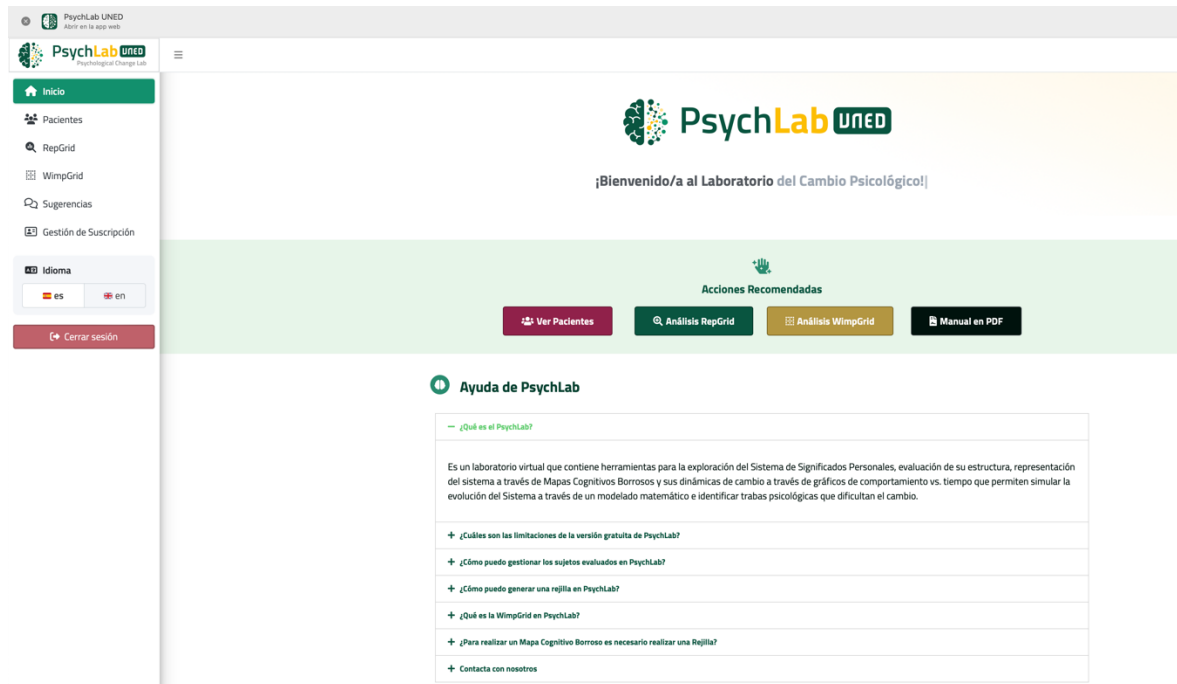 PsychLab UNED
Abrir en la app web
PsychLab UNED
Psychological Change Lab
Inicio
Pacientes
RepGrid
WimpGrid
Sugerencias
Gestión de Suscripción
Idioma
es
en
Cerrar sesión
PsychLab UNED
¡Bienvenido/a al Laboratorio del Cambio Psicológico!|
Acciones Recomendadas
Ver Pacientes
Análisis RepGrid
Análisis WimpGrid
Manual en PDF
Ayuda de PsychLab
¿Qué es el PsychLab?
Es un laboratorio virtual que contiene herramientas para la exploración del Sistema de Significados Personales, evaluación de su estructura, representación
del sistema a través de Mapas Cognitivos Borrosos y sus dinámicas de cambio a través de gráficos de comportamiento vs. tiempo que permiten simular la
evolución del Sistema a través de un modelado matemático e identificar trabas psicológicas que dificultan el cambio.
¿Cuáles son las limitaciones de la versión gratuita de PsychLab?
¿Cómo puedo gestionar los sujetos evaluados en PsychLab?
¿Cómo puedo generar una rejilla en PsychLab?
¿Qué es la WimpGrid en PsychLab?
¿Para realizar un Mapa Cognitivo Borroso es necesario realizar una Rejilla?
Contacta con nosotros